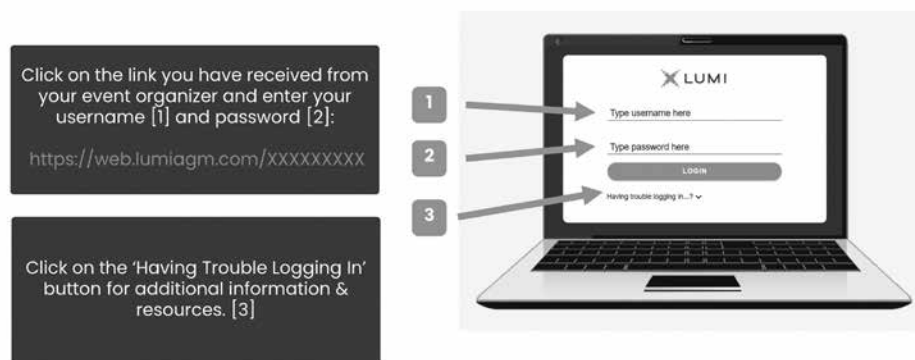 Click on the link you have received from
your event organizer and enter your
username [1] and password [2]:
https://web.lumiagm.com/XXXXXXXXX
Click on the ‘Having Trouble Logging In’
button for additional information &
resources. [3]
1
2
3
LUMI
Type username here
Type password here
LOGIN
Having trouble logging in...?